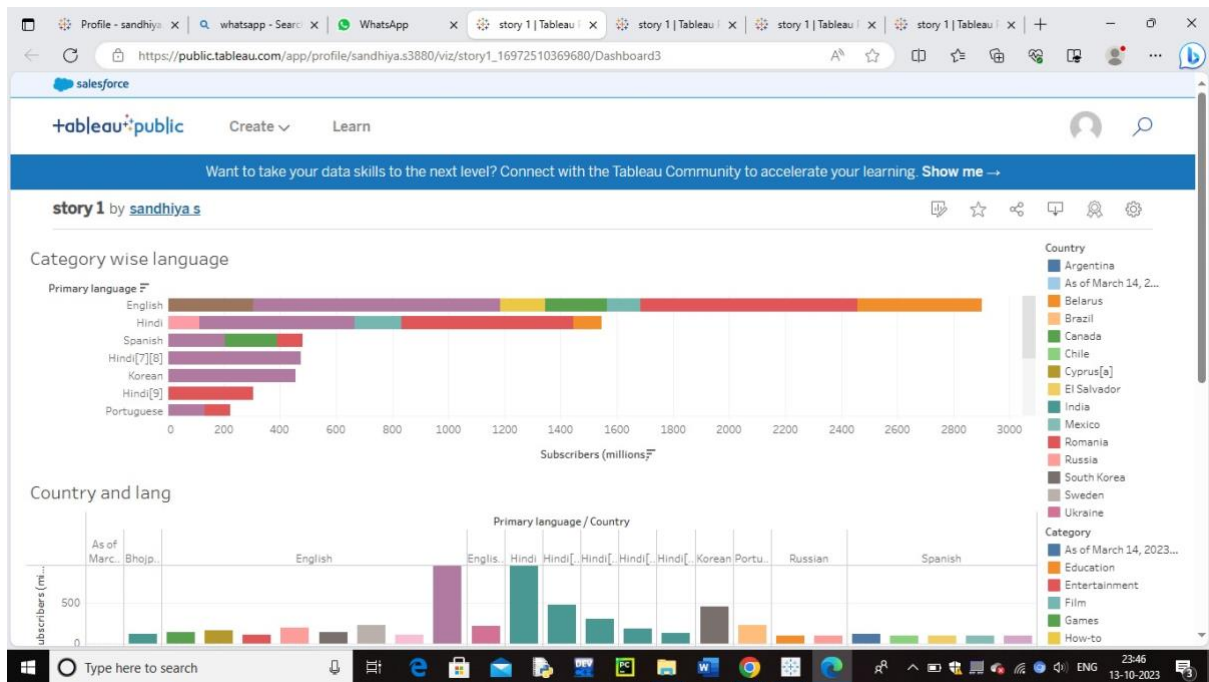 Profile - sandhiya
whatsapp - Sear
WhatsApp
story 1 | Tableau
story 1 | Tableau
story 1 | Tableau
story 1 | Tableau
https://public.tableau.com/app/profile/sandhiya.s3880/viz/story1_16972510369680/Dashboard3
salesforce
+ableau public
Create
Learn
Want to take your data skills to the next level? Connect with the Tableau Community to accelerate your learning. Show me →
story 1 by sandhiya s
Category wise language
Primary language
English
Hindi
Spanish
Hindi[7][8]
Korean
Hindi[9]
Portuguese
0 200 400 600 800 1000 1200 1400 1600 1800 2000 2200 2400 2600 2800 3000
Subscribers (millions)
Country
Argentina
As of March 14, 2...
Belarus
Brazil
Canada
Chile
Cyprus[a]
El Salvador
India
Mexico
Romania
Russia
South Korea
Sweden
Ukraine
Category
As of March 14, 2023...
Education
Entertainment
Film
Games
How-to
Country and lang
Primary language / Country
As of
Marc.. Bhojp.. English Englis.. Hindi Hindi[.. Hindi[.. Hindi[.. Hindi[.. Korean Portu.. Russian Spanish
ubscribers (mi...
500
0
Type here to search
ENG
23:46
13-10-2023